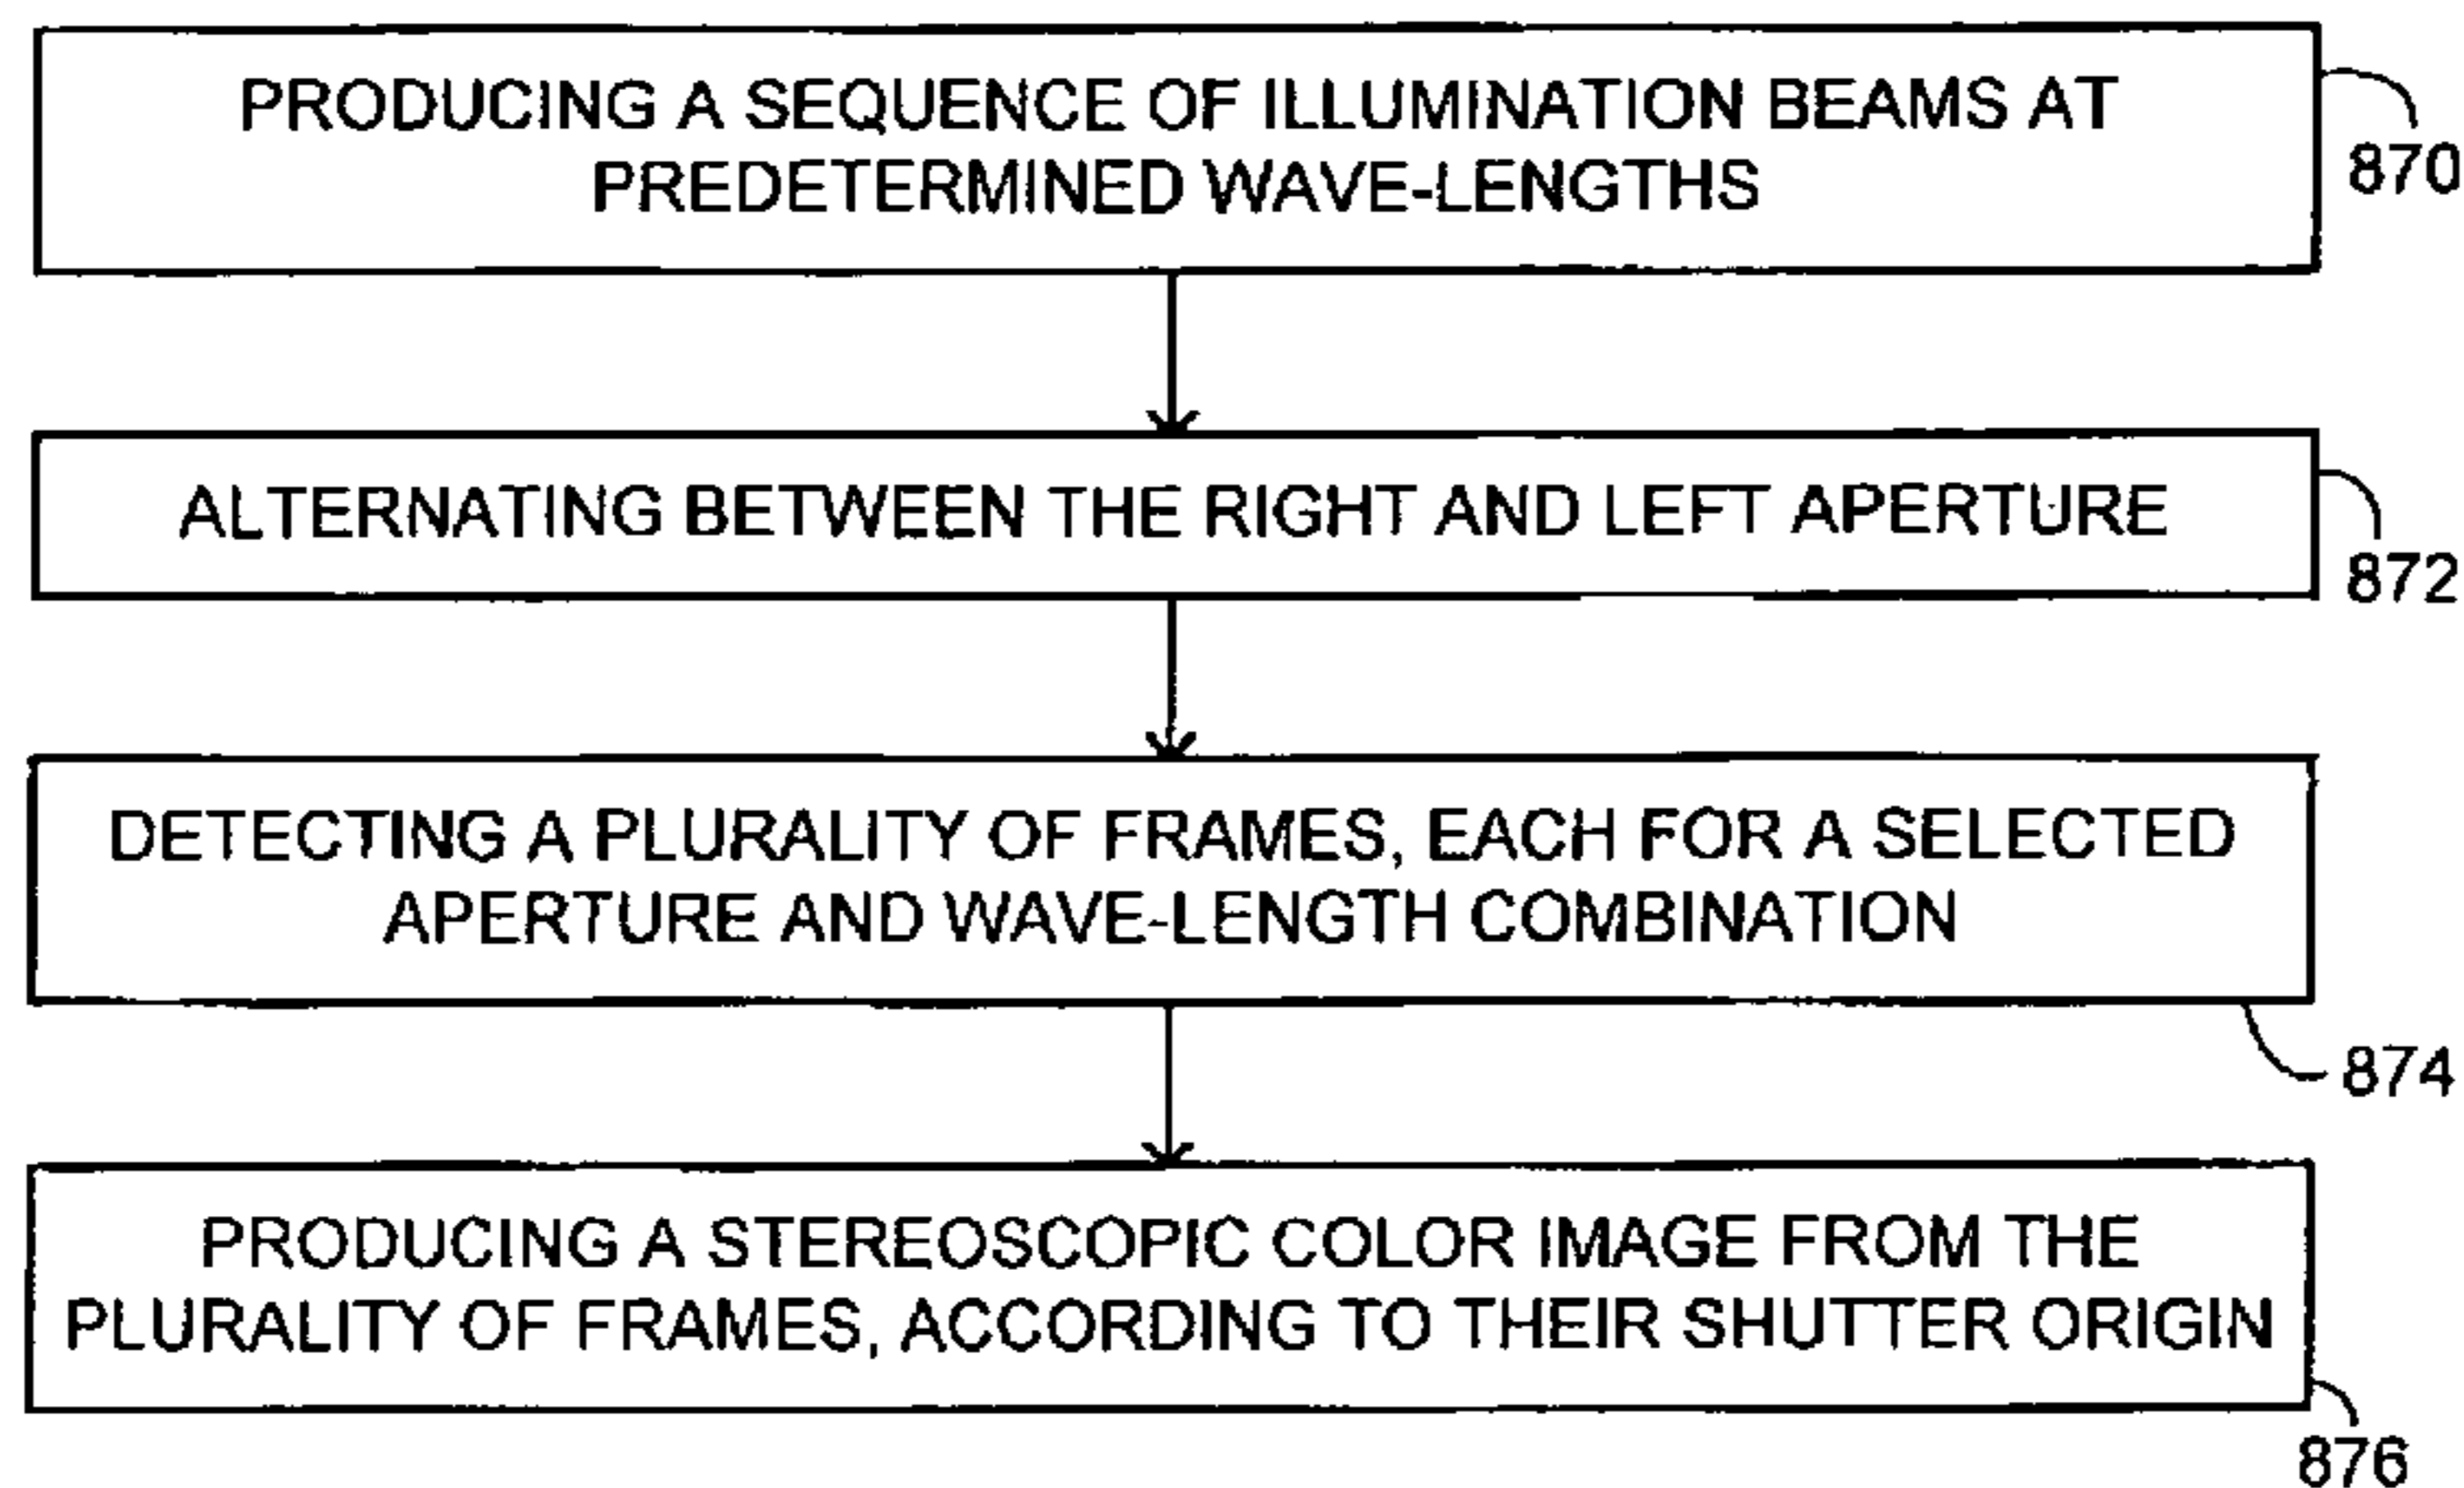 PRODUCING A SEQUENCE OF ILLUMINATION BEAMS AT
PREDETERMINED WAVE-LENGTHS
870
ALTERNATING BETWEEN THE RIGHT AND LEFT APERTURE
872
DETECTING A PLURALITY OF FRAMES, EACH FOR A SELECTED
APERTURE AND WAVE-LENGTH COMBINATION
874
PRODUCING A STEREOSCOPIC COLOR IMAGE FROM THE
PLURALITY OF FRAMES, ACCORDING TO THEIR SHUTTER ORIGIN
876